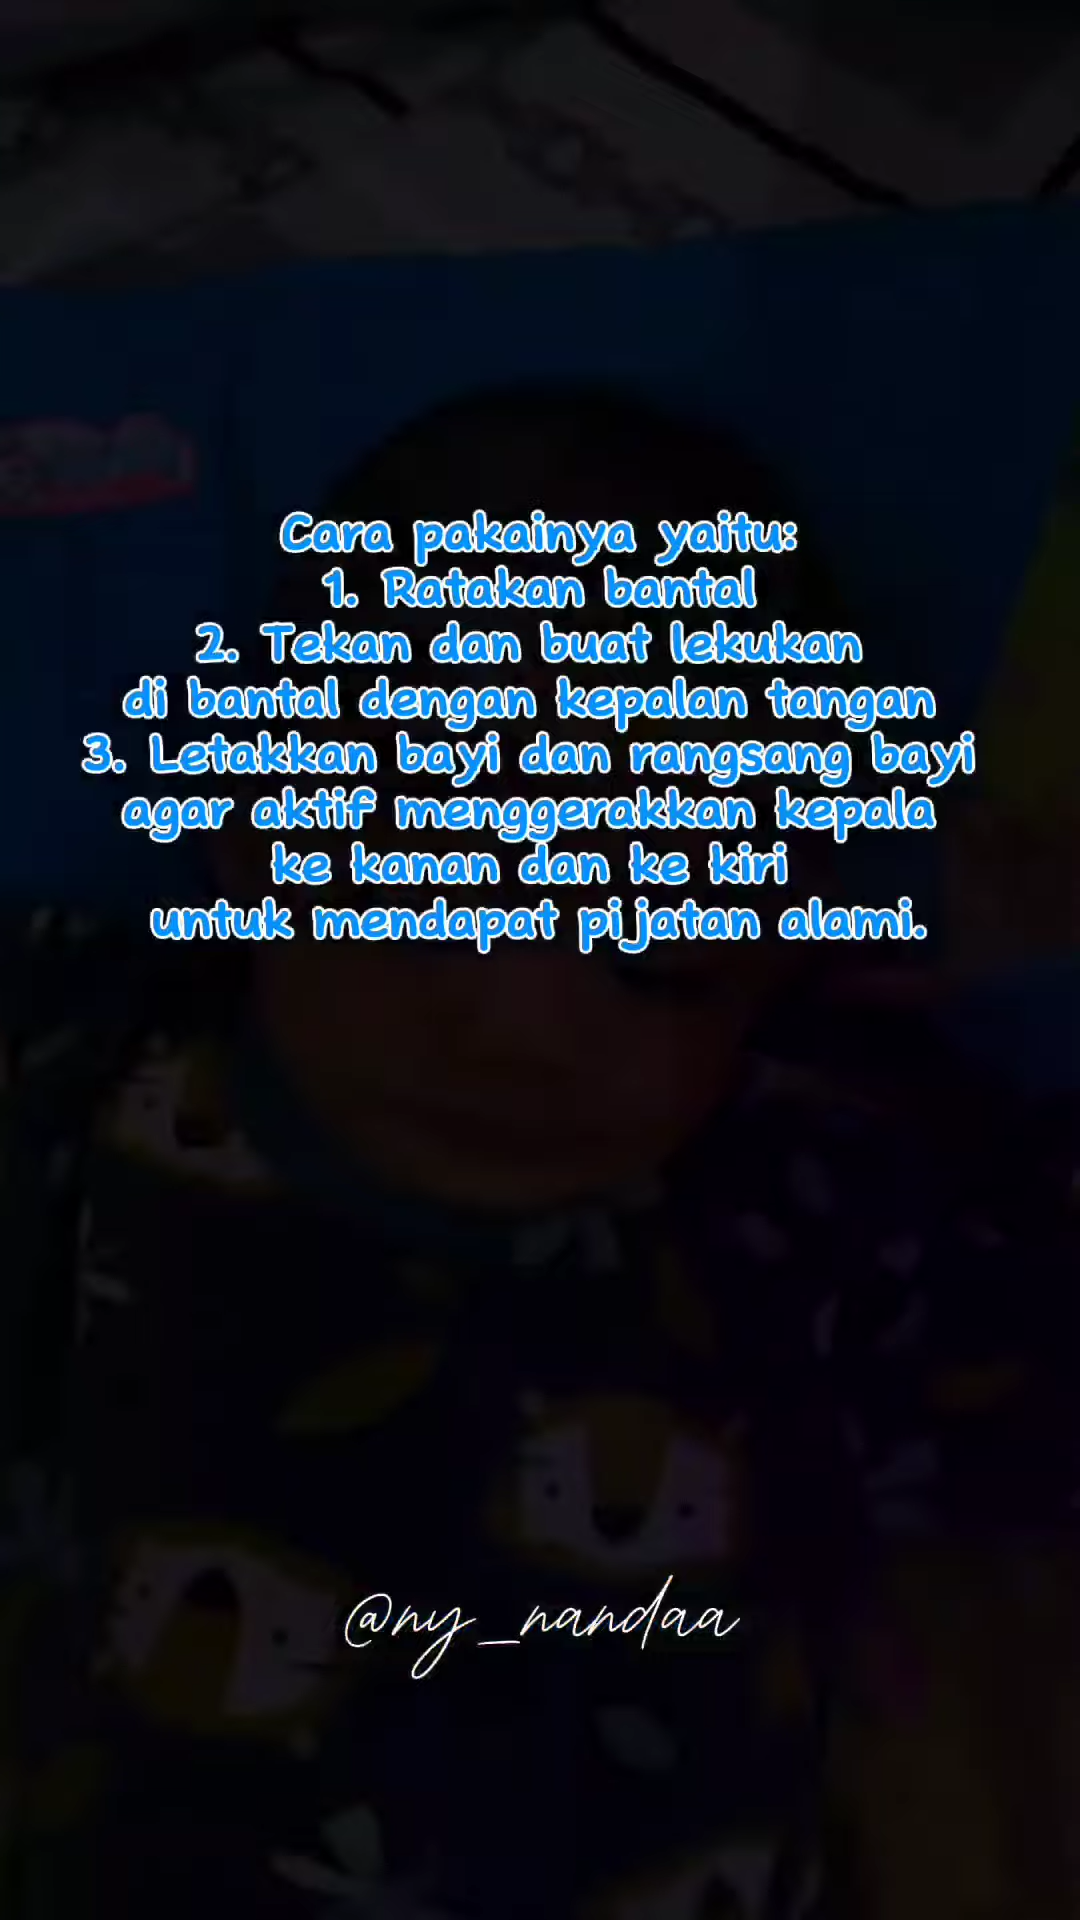 Cara pakainya yaitu:
1. Ratakan bantal
2. Tekan dan buat lekukan
di bantal dengan kepalan tangan
3. Letakkan bayi dan rangsang bayi
agar aktif menggerakkan kepala
ke kanan dan ke kiri
untuk mendapat pijatan alami.
@ny_nandaa